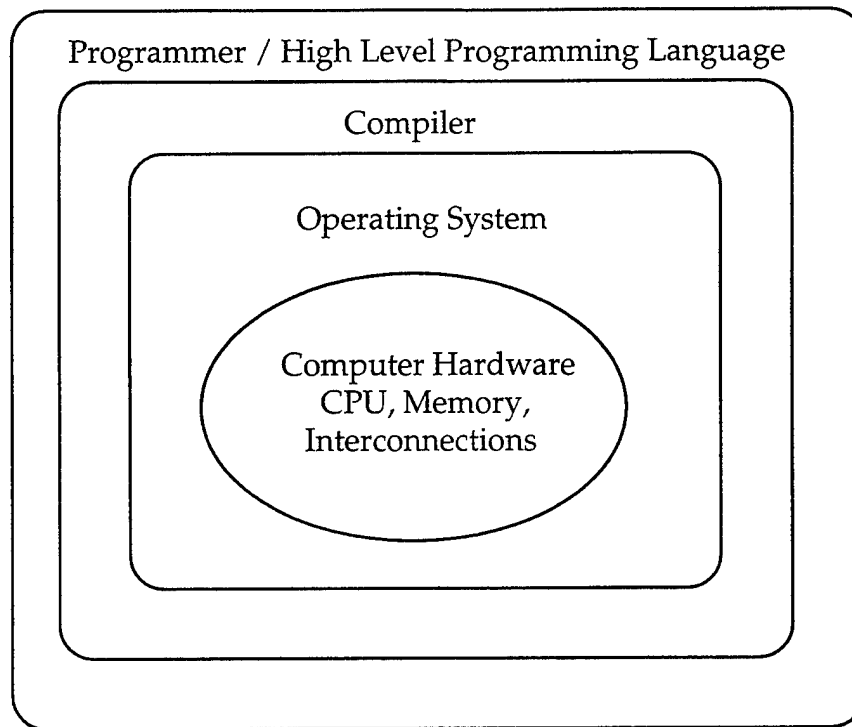 Programmer / High Level Programming Language
Compiler
Operating System
Computer Hardware
CPU, Memory,
Interconnections